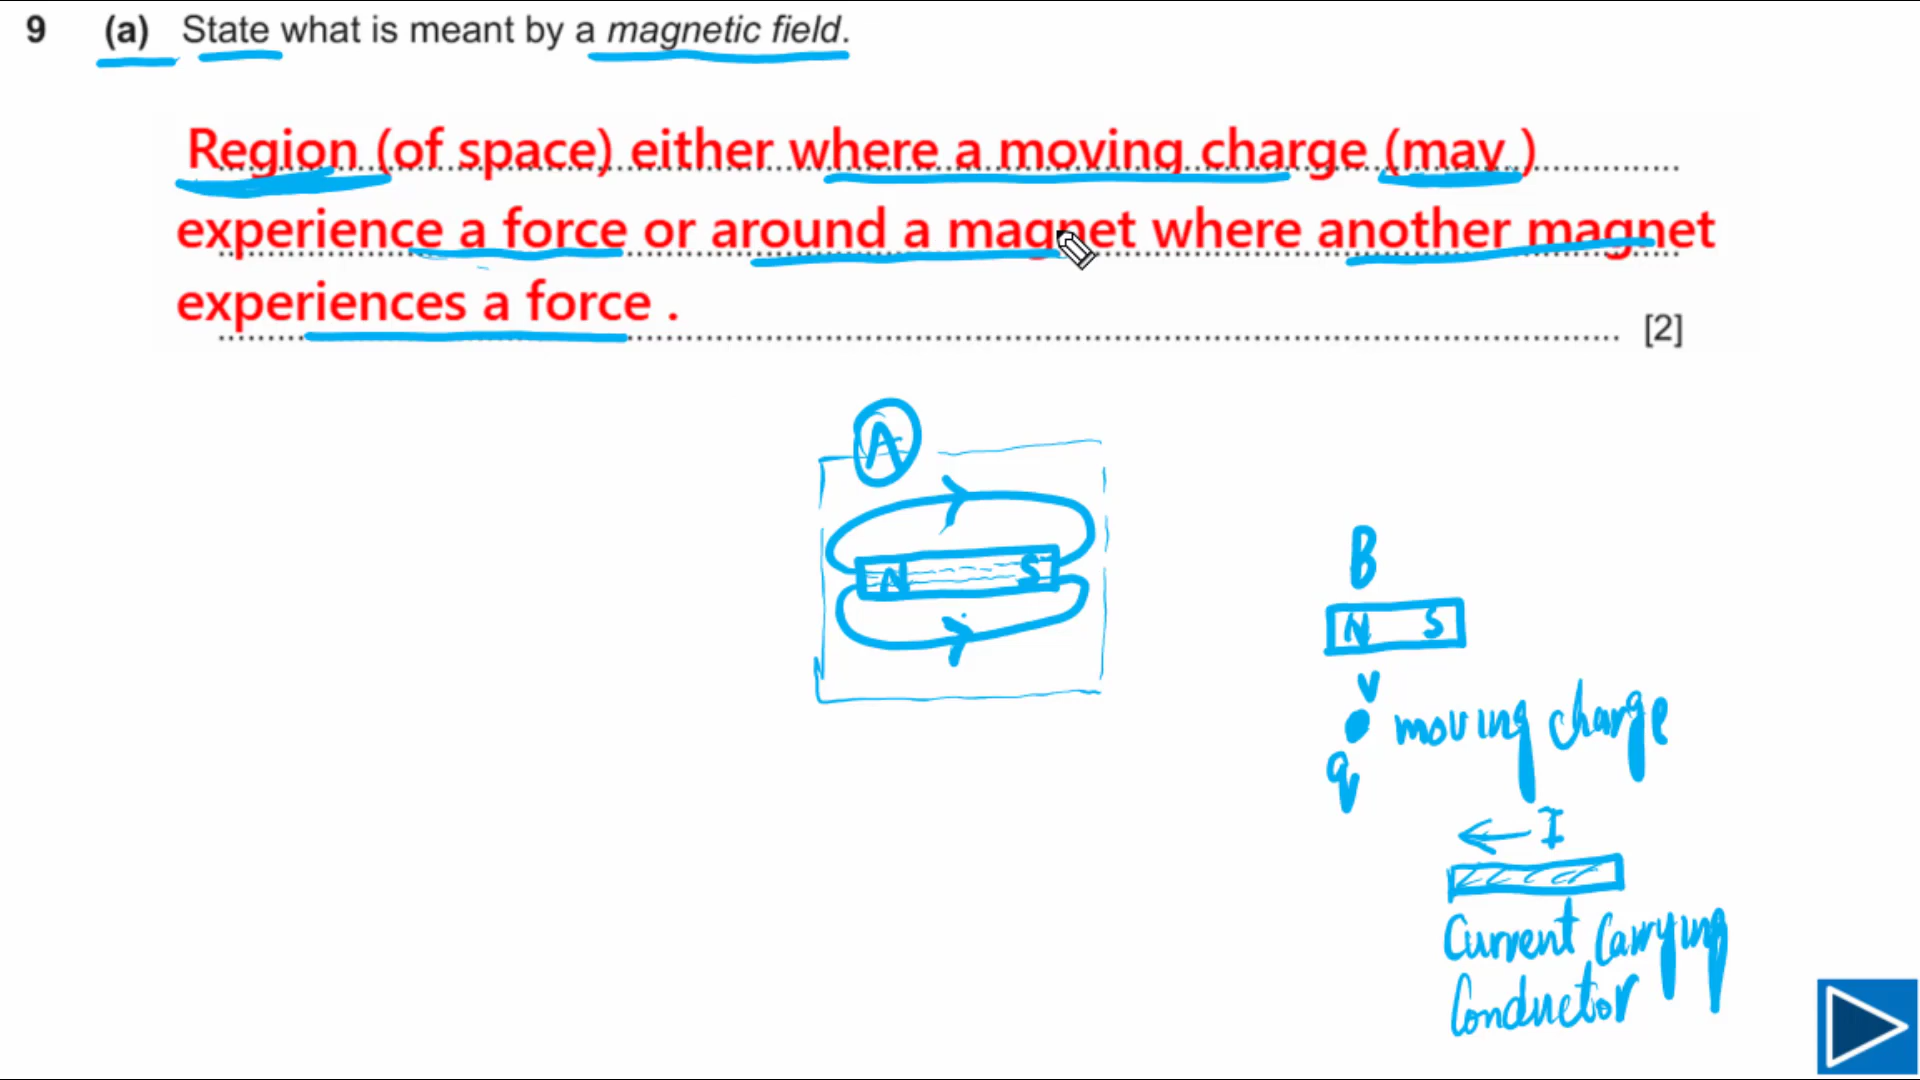 9 (a) State what is meant by a magnetic field.
Region (of space) either where a moving charge (may )
experience a force or around a magnet where another magnet
experiences a force .
[2]
A
N S
B
N S
v
moving charge
q
I
Current Carrying
Conductor